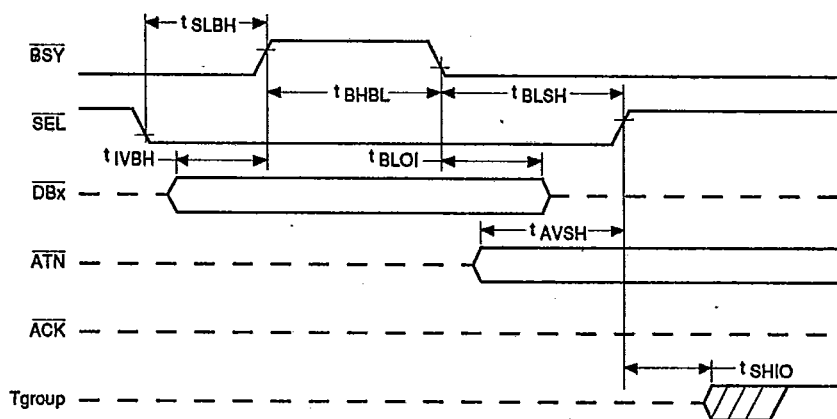 t SLBH
BSY
t BHBL
t BLSH
SEL
t IVBH
t BLOI
DBx
t AVSH
ATN
ACK
t SHIO
Tgroup